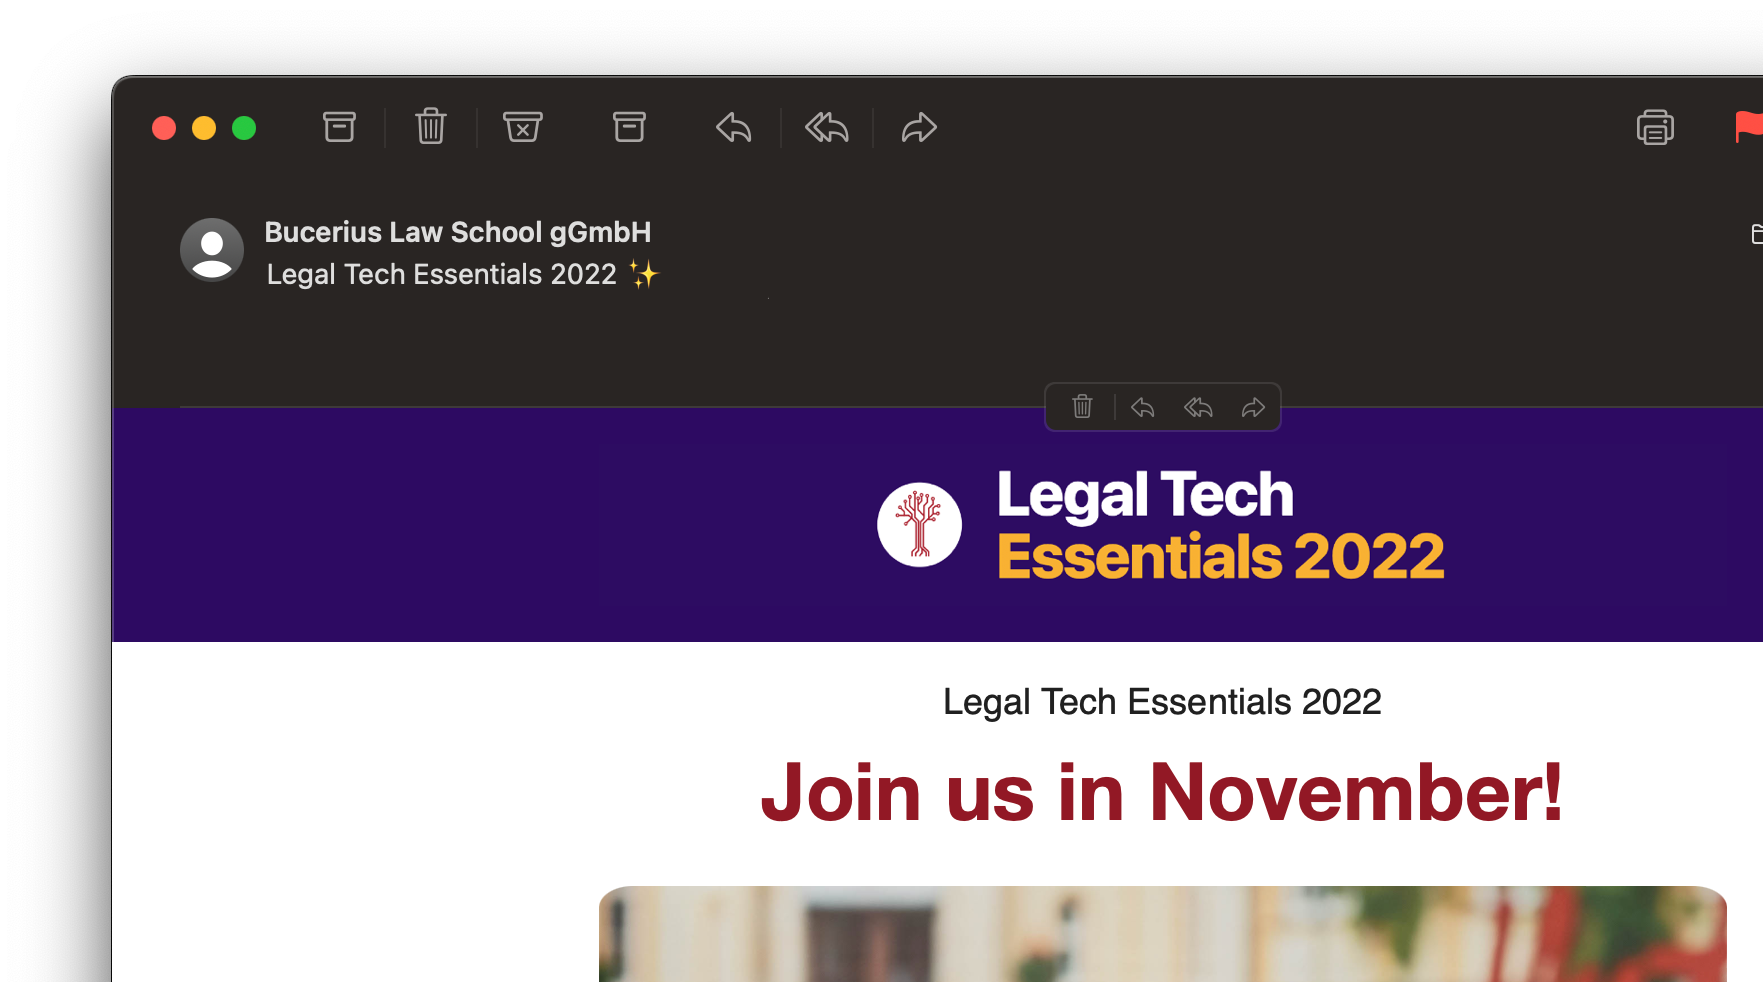 Bucerius Law School gGmbH
Legal Tech Essentials 2022 ✨
Legal Tech
Essentials 2022
Legal Tech Essentials 2022
Join us in November!